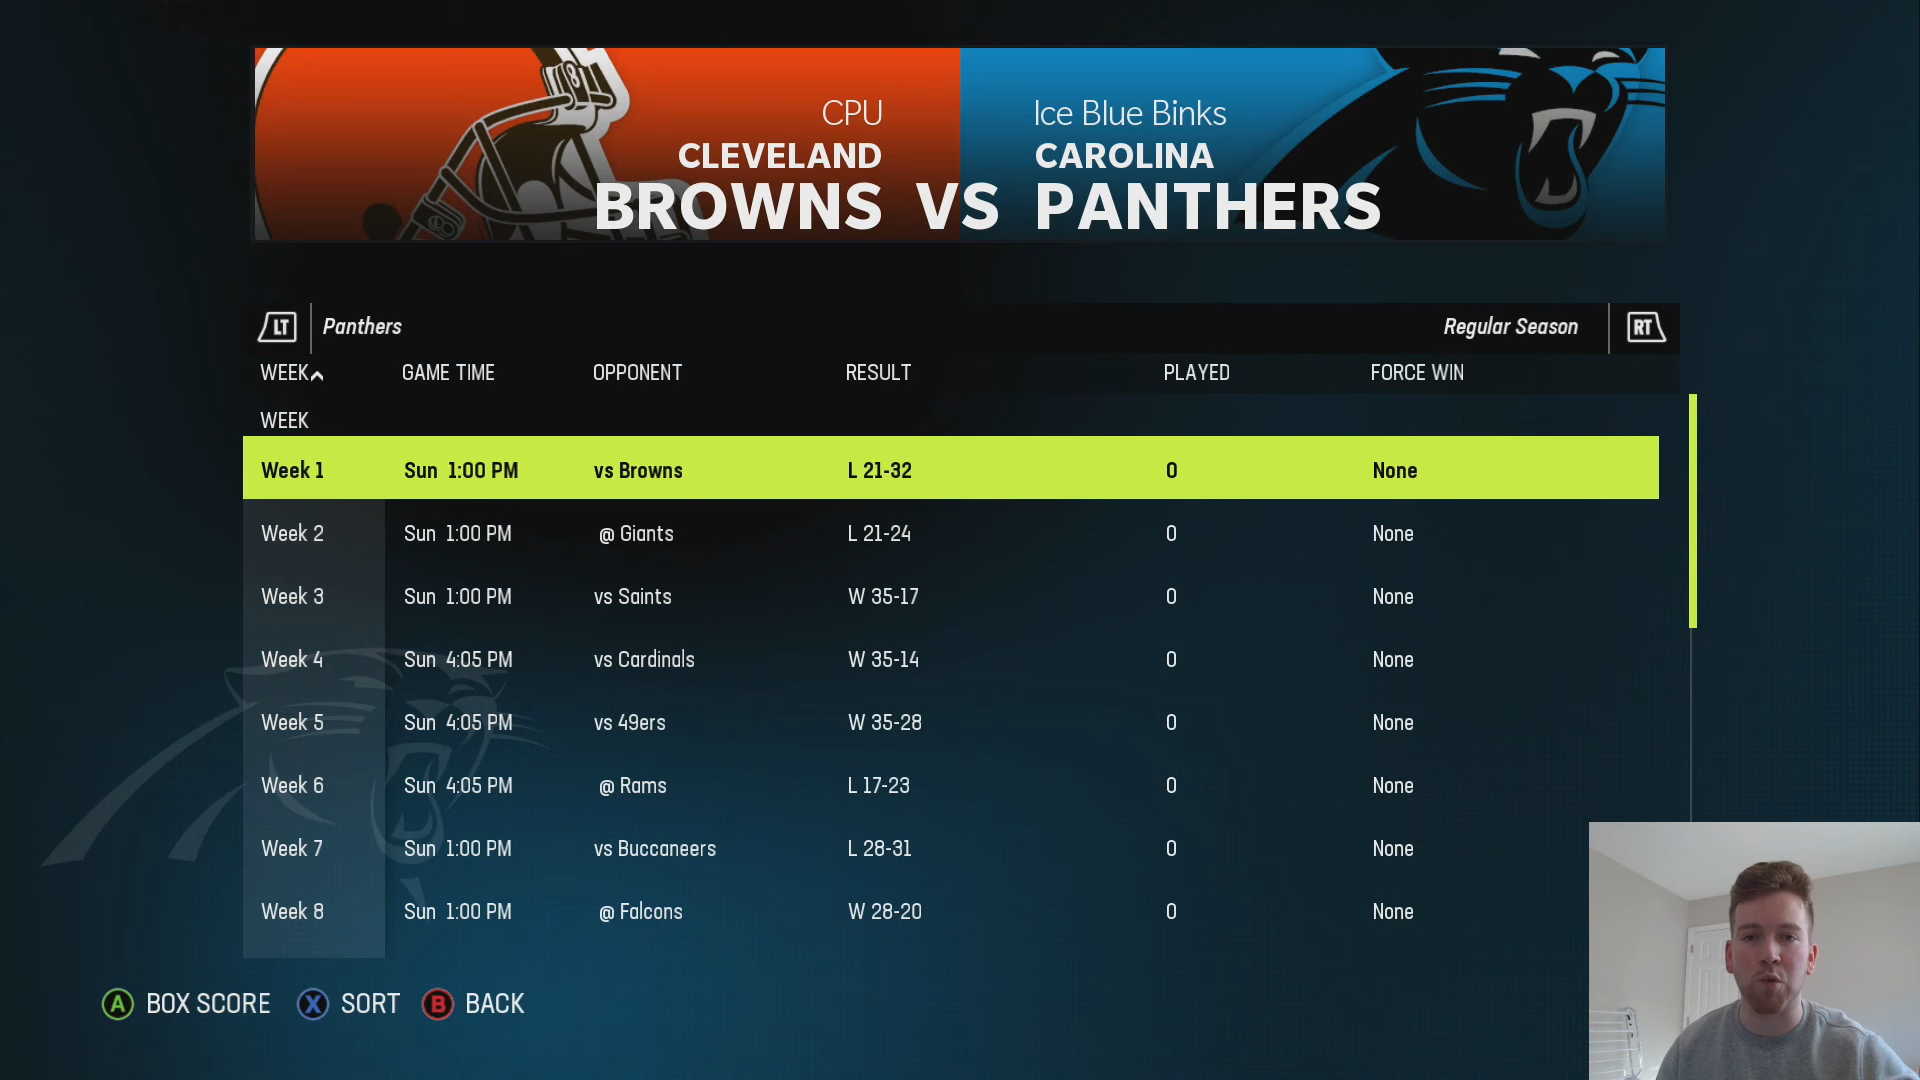 CPU
CLEVELAND
BROWNS VS PANTHERS
Ice Blue Binks
CAROLINA
LT Panthers Regular Season RT
WEEK GAME TIME OPPONENT RESULT PLAYED FORCE WIN
WEEK
Week 1 Sun 1:00 PM vs Browns L 21-32 0 None
Week 2 Sun 1:00 PM @ Giants L 21-24 0 None
Week 3 Sun 1:00 PM vs Saints W 35-17 0 None
Week 4 Sun 4:05 PM vs Cardinals W 35-14 0 None
Week 5 Sun 4:05 PM vs 49ers W 35-28 0 None
Week 6 Sun 4:05 PM @ Rams L 17-23 0 None
Week 7 Sun 1:00 PM vs Buccaneers L 28-31 0 None
Week 8 Sun 1:00 PM @ Falcons W 28-20 0 None
A BOX SCORE X SORT B BACK